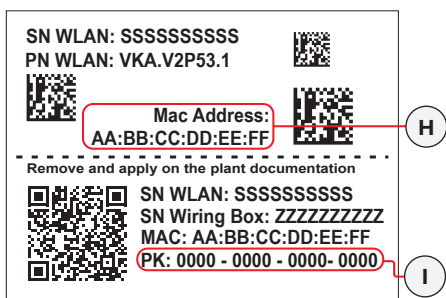 SN WLAN: SSSSSSSSSS
PN WLAN: VKA.V2P53.1
Mac Address:
AA:BB:CC:DD:EE:FF
H
Remove and apply on the plant documentation
SN WLAN: SSSSSSSSSS
SN Wiring Box: ZZZZZZZZZZ
MAC: AA:BB:CC:DD:EE:FF
PK: 0000 - 0000 - 0000- 0000
I